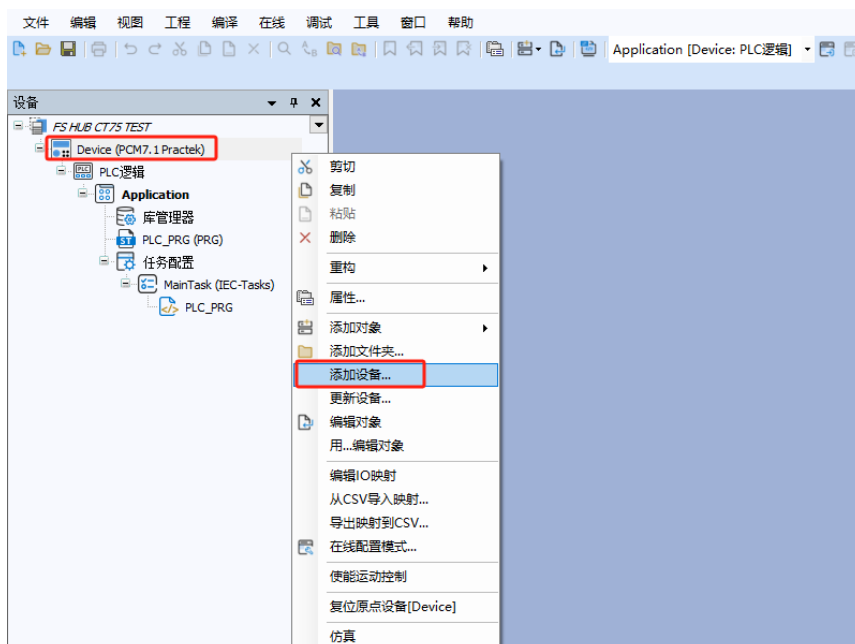 文件 编辑 视图 工程 编译 在线 调试 工具 窗口 帮助
Application [Device: PLC逻辑]
设备
FS HUB CT75 TEST
Device (PCM7.1 Practek)
PLC逻辑
Application
库管理器
PLC_PRG (PRG)
任务配置
MainTask (IEC-Tasks)
PLC_PRG
剪切
复制
粘贴
删除
重构
属性...
添加对象
添加文件夹...
添加设备...
更新设备...
编辑对象
用...编辑对象
编辑IO映射
从CSV导入映射...
导出映射到CSV...
在线配置模式...
使能运动控制
复位原点设备[Device]
仿真